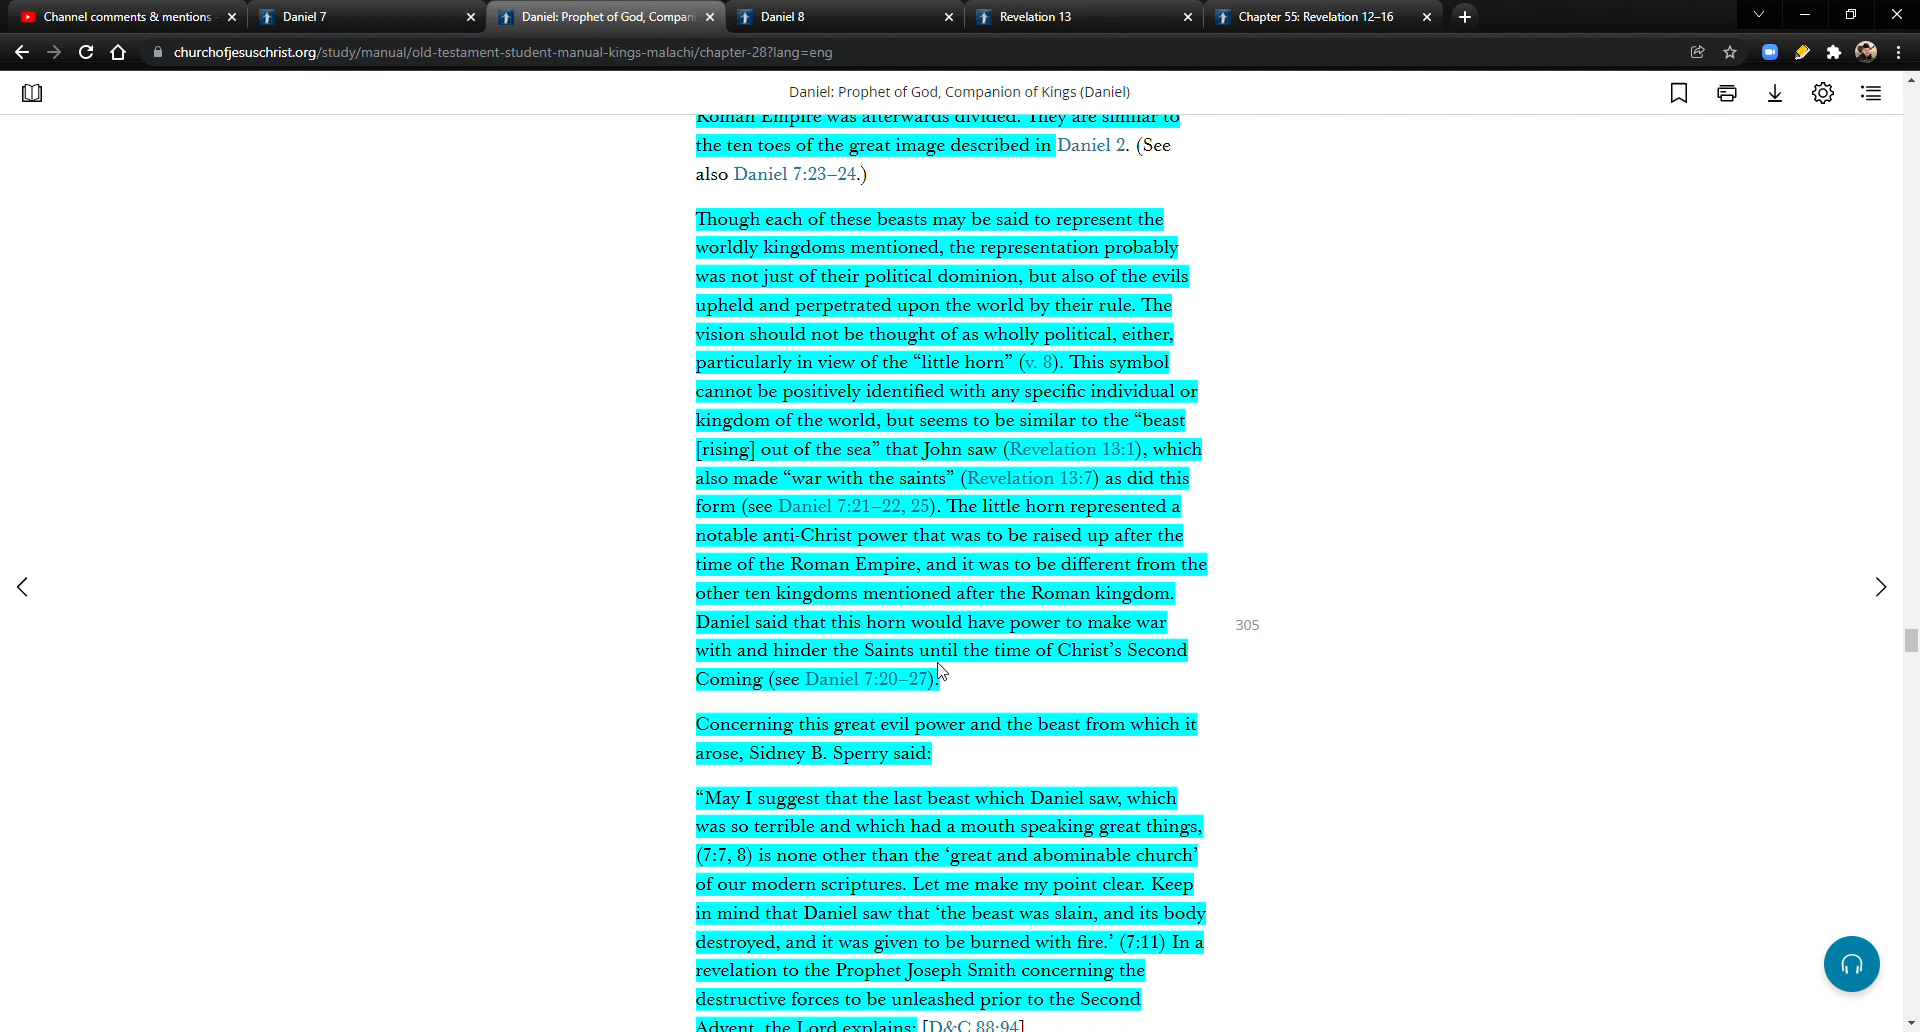 Channel comments & mentions -
Daniel 7
Daniel: Prophet of God, Compani
Daniel 8
Revelation 13
Chapter 55: Revelation 12–16
churchofjesuschrist.org/study/manual/old-testament-student-manual-kings-malachi/chapter-28?lang=eng
Daniel: Prophet of God, Companion of Kings (Daniel)
Roman Empire was afterwards divided. They are similar to
the ten toes of the great image described in Daniel 2. (See
also Daniel 7:23–24.)
Though each of these beasts may be said to represent the
worldly kingdoms mentioned, the representation probably
was not just of their political dominion, but also of the evils
upheld and perpetrated upon the world by their rule. The
vision should not be thought of as wholly political, either,
particularly in view of the “little horn” (v. 8). This symbol
cannot be positively identified with any specific individual or
kingdom of the world, but seems to be similar to the “beast
[rising] out of the sea” that John saw (Revelation 13:1), which
also made “war with the saints” (Revelation 13:7) as did this
form (see Daniel 7:21–22, 25). The little horn represented a
notable anti-Christ power that was to be raised up after the
time of the Roman Empire, and it was to be different from the
other ten kingdoms mentioned after the Roman kingdom.
Daniel said that this horn would have power to make war
305
with and hinder the Saints until the time of Christ’s Second
Coming (see Daniel 7:20–27).
Concerning this great evil power and the beast from which it
arose, Sidney B. Sperry said:
“May I suggest that the last beast which Daniel saw, which
was so terrible and which had a mouth speaking great things,
(7:7, 8) is none other than the ‘great and abominable church’
of our modern scriptures. Let me make my point clear. Keep
in mind that Daniel saw that ‘the beast was slain, and its body
destroyed, and it was given to be burned with fire.’ (7:11) In a
revelation to the Prophet Joseph Smith concerning the
destructive forces to be unleashed prior to the Second
Advent, the Lord explains: [D&C 88:94]